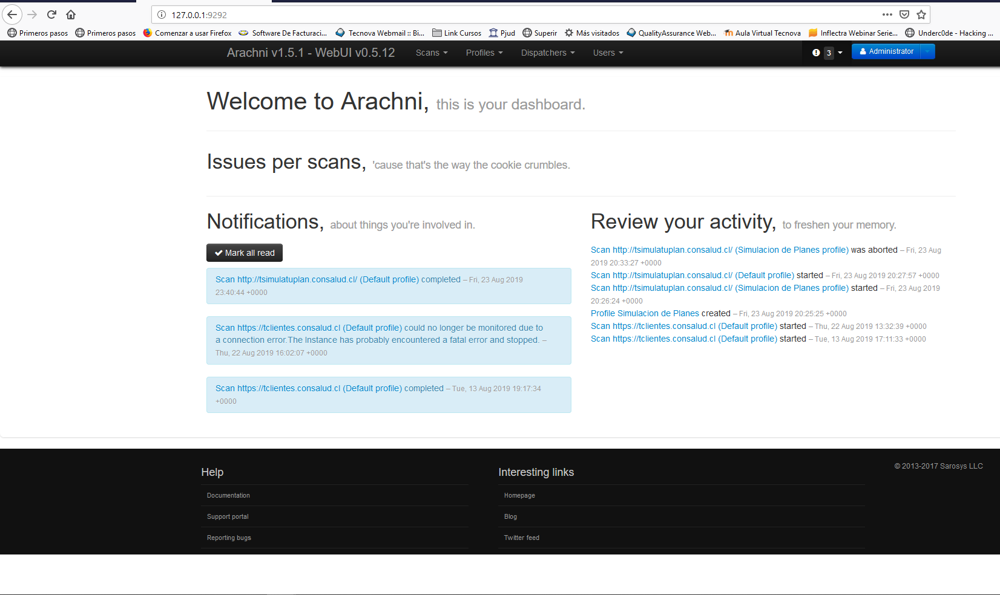 127.0.0.1:9292
Primeros pasos Primeros pasos Comenzar a usar Firefox Software De Facturaci... Tecnova Webmail :: Bi... Link Cursos Pjud Superir Más visitados QualityAssurance Web... Aula Virtual Tecnova Inflectra Webinar Serie... Underc0de - Hacking ...
Arachni v1.5.1 - WebUI v0.5.12 Scans Profiles Dispatchers Users 3 Administrator
Welcome to Arachni, this is your dashboard.
Issues per scans, 'cause that's the way the cookie crumbles.
Notifications, about things you're involved in.
Mark all read
Scan http://tsimulatuplan.consalud.cl/ (Default profile) completed – Fri, 23 Aug 2019
23:40:44 +0000
Scan https://tclientes.consalud.cl (Default profile) could no longer be monitored due to
a connection error.The Instance has probably encountered a fatal error and stopped. –
Thu, 22 Aug 2019 16:02:07 +0000
Scan https://tclientes.consalud.cl (Default profile) completed – Tue, 13 Aug 2019 19:17:34
+0000
Review your activity, to freshen your memory.
Scan http://tsimulatuplan.consalud.cl/ (Simulacion de Planes profile) was aborted – Fri, 23 Aug
2019 20:33:27 +0000
Scan http://tsimulatuplan.consalud.cl/ (Default profile) started – Fri, 23 Aug 2019 20:27:57 +0000
Scan http://tsimulatuplan.consalud.cl/ (Simulacion de Planes profile) started – Fri, 23 Aug 2019
20:26:24 +0000
Profile Simulacion de Planes created – Fri, 23 Aug 2019 20:25:25 +0000
Scan https://tclientes.consalud.cl (Default profile) started – Thu, 22 Aug 2019 13:32:39 +0000
Scan https://tclientes.consalud.cl (Default profile) started – Tue, 13 Aug 2019 17:11:33 +0000
Help
Documentation
Support portal
Reporting bugs
Interesting links
Homepage
Blog
Twitter feed
© 2013-2017 Sarosys LLC